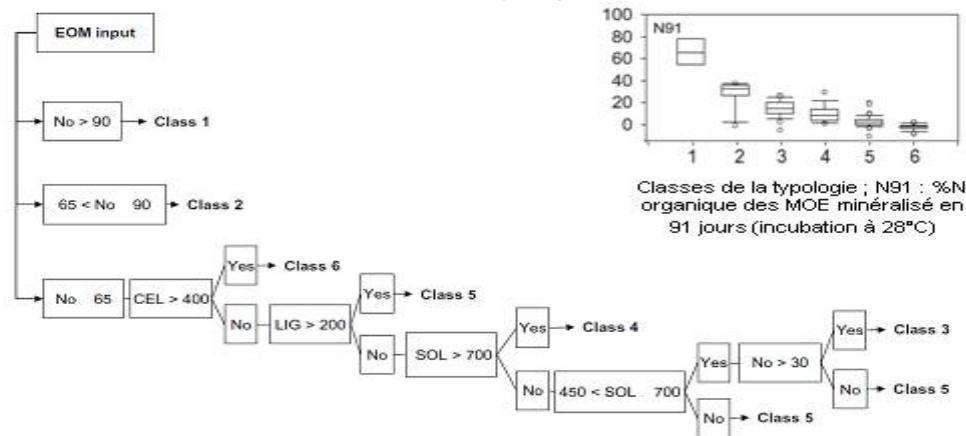 EOM input
No > 90
Class 1
65 < No 90
Class 2
No 65
CEL > 400
Yes
Class 6
No
LIG > 200
Yes
Class 5
No
SOL > 700
Yes
Class 4
No
450 < SOL 700
Yes
No > 30
Yes
Class 3
No
Class 5
No
Class 5
N91
100
80
60
40
20
0
1 2 3 4 5 6
Classes de la typologie ; N91 : %N
organique des MOE minéralisé en
91 jours (incubation à 28°C)